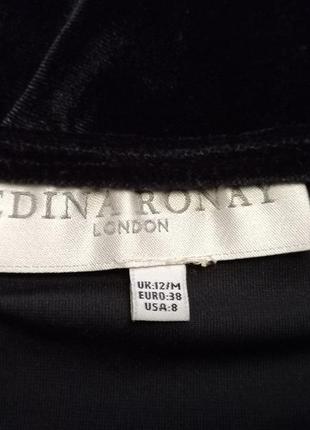 EDINA RONAY
LONDON
UK:12/M
EURO:38
USA:8